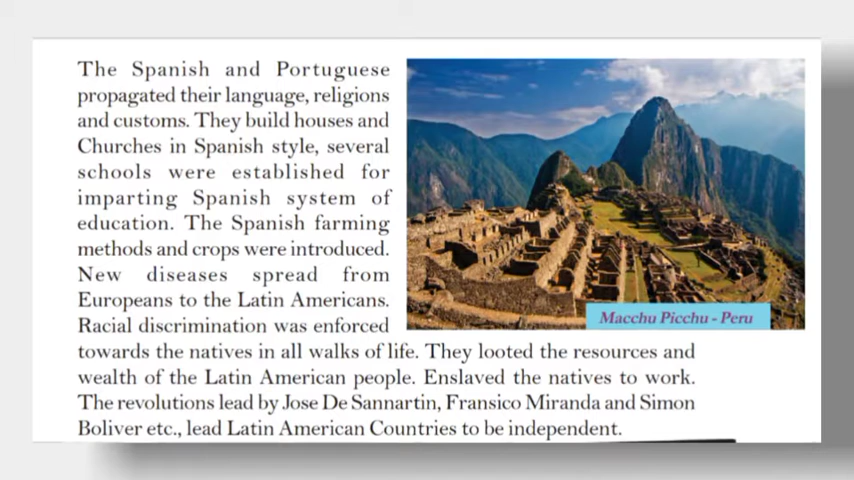 The Spanish and Portuguese
propagated their language, religions
and customs. They build houses and
Churches in Spanish style, several
schools were established for
imparting Spanish system of
education. The Spanish farming
methods and crops were introduced.
New diseases spread from
Europeans to the Latin Americans.
Racial discrimination was enforced
towards the natives in all walks of life. They looted the resources and
wealth of the Latin American people. Enslaved the natives to work.
The revolutions lead by Jose De Sannartin, Fransico Miranda and Simon
Boliver etc., lead Latin American Countries to be independent.
Macchu Picchu - Peru